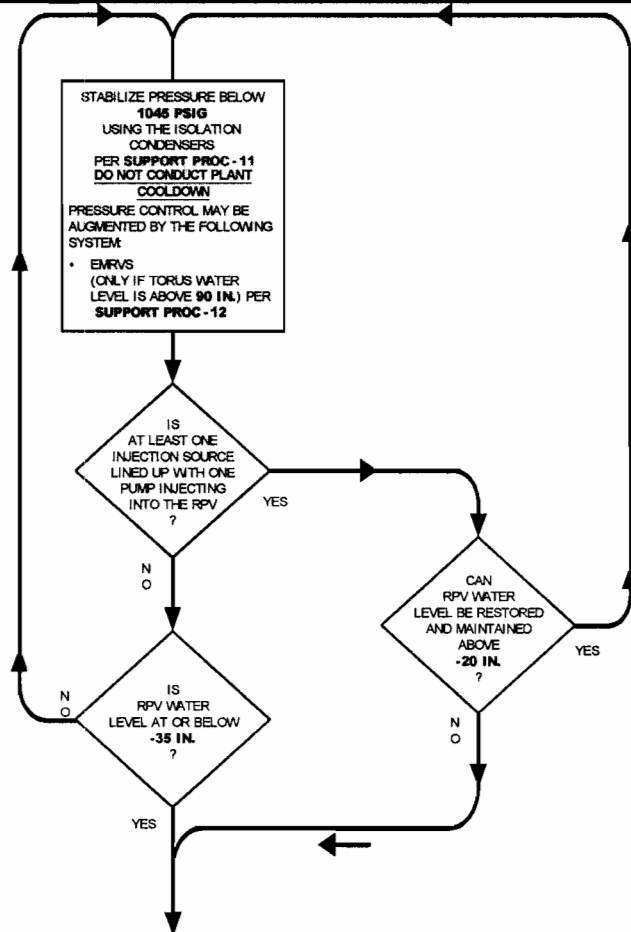 STABILIZE PRESSURE BELOW
1045 PSIG
USING THE ISOLATION
CONDENSERS
PER SUPPORT PROC - 11
DO NOT CONDUCT PLANT
COOLDOWN
PRESSURE CONTROL MAY BE
AUGMENTED BY THE FOLLOWING
SYSTEM:
• EMRVS
(ONLY IF TORUS WATER
LEVEL IS ABOVE 90 IN.) PER
SUPPORT PROC - 12
IS
AT LEAST ONE
INJECTION SOURCE
LINED UP WITH ONE
PUMP INJECTING
INTO THE RPV
?
YES
N
O
CAN
RPV WATER
LEVEL BE RESTORED
AND MAINTAINED
ABOVE
-20 IN.
?
YES
N
O
IS
RPV WATER
LEVEL AT OR BELOW
-35 IN.
?
N
O
YES